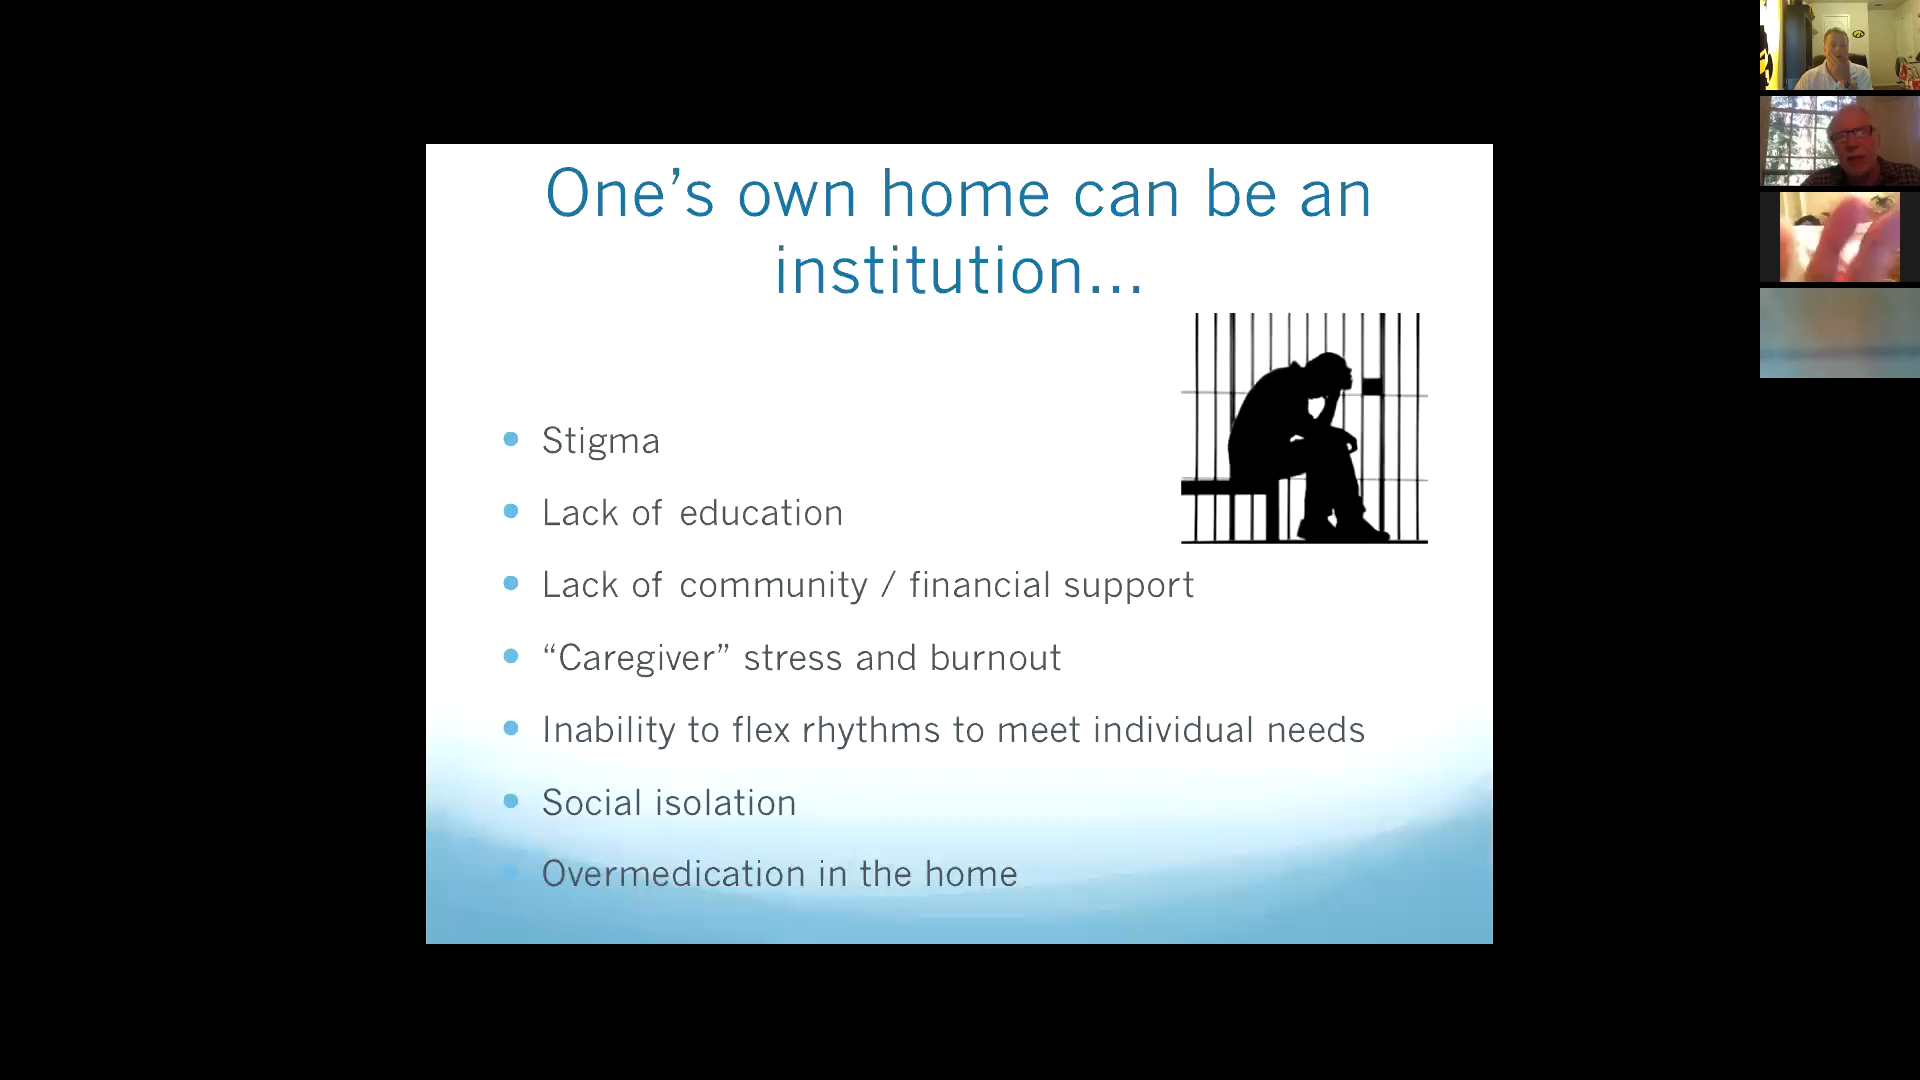 One’s own home can be an
institution…
Stigma
Lack of education
Lack of community / financial support
“Caregiver” stress and burnout
Inability to flex rhythms to meet individual needs
Social isolation
Overmedication in the home